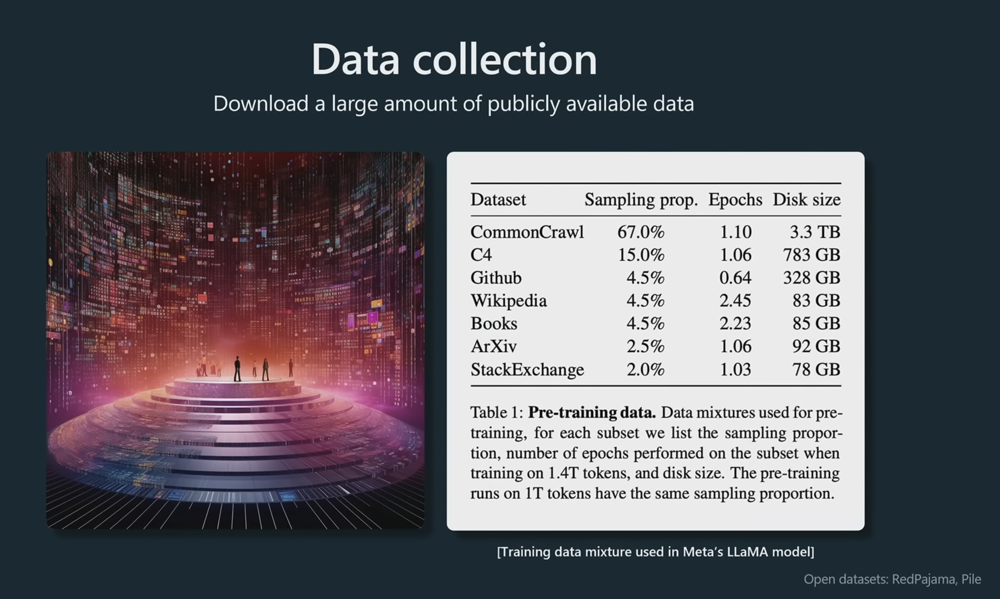 Data collection
Download a large amount of publicly available data
Dataset Sampling prop. Epochs Disk size
CommonCrawl 67.0% 1.10 3.3 TB
C4 15.0% 1.06 783 GB
Github 4.5% 0.64 328 GB
Wikipedia 4.5% 2.45 83 GB
Books 4.5% 2.23 85 GB
ArXiv 2.5% 1.06 92 GB
StackExchange 2.0% 1.03 78 GB
Table 1: Pre-training data. Data mixtures used for pre-
training, for each subset we list the sampling propor-
tion, number of epochs performed on the subset when
training on 1.4T tokens, and disk size. The pre-training
runs on 1T tokens have the same sampling proportion.
[Training data mixture used in Meta’s LLaMA model]
Open datasets: RedPajama, Pile